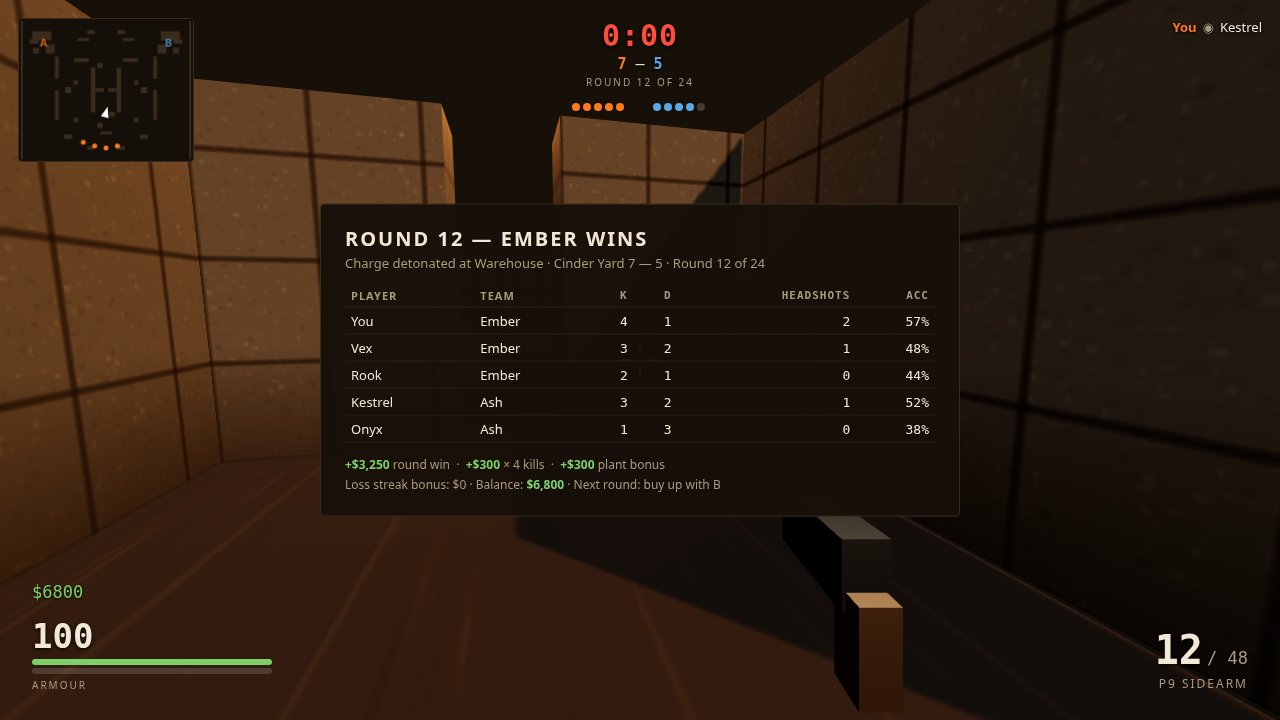 A B
0:00
7 — 5
ROUND 12 OF 24
You ◉ Kestrel
ROUND 12 — EMBER WINS
Charge detonated at Warehouse · Cinder Yard 7 — 5 · Round 12 of 24
PLAYER TEAM K D HEADSHOTS ACC
You Ember 4 1 2 57%
Vex Ember 3 2 1 48%
Rook Ember 2 1 0 44%
Kestrel Ash 3 2 1 52%
Onyx Ash 1 3 0 38%
+$3,250 round win · +$300 × 4 kills · +$300 plant bonus
Loss streak bonus: $0 · Balance: $6,800 · Next round: buy up with B
$6800
100
ARMOUR
12 / 48
P9 SIDEARM